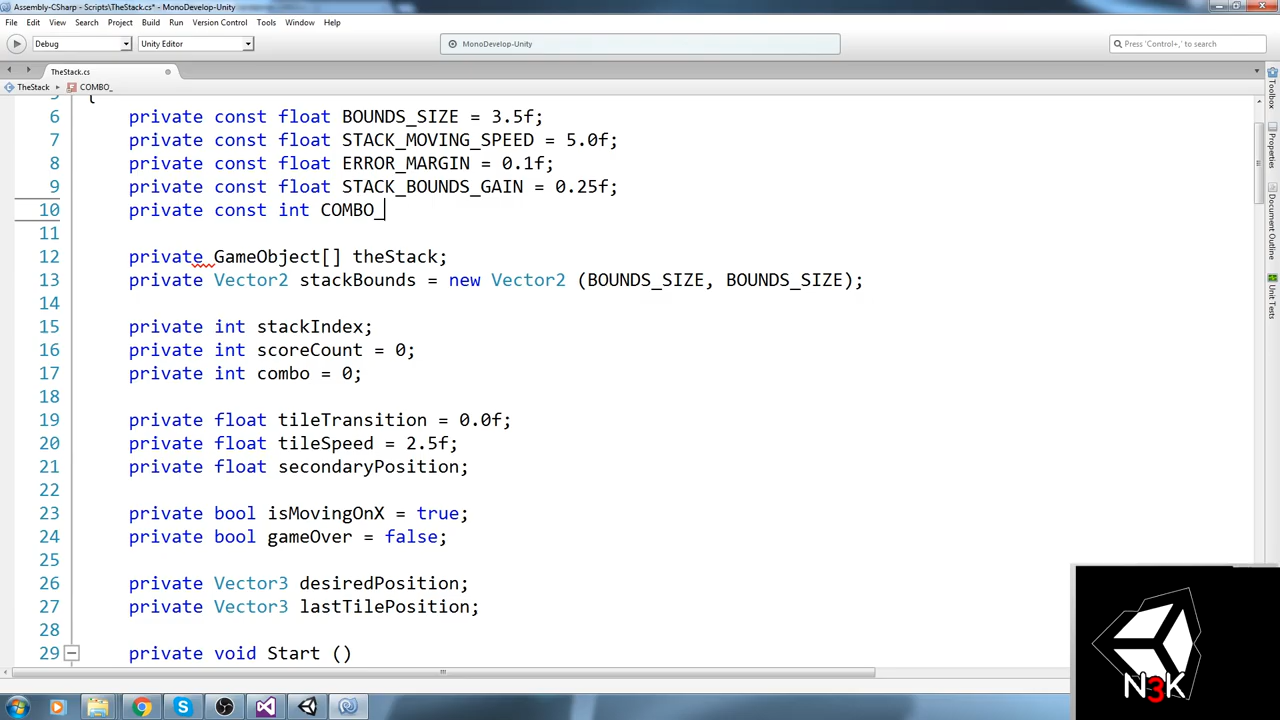 Assembly-CSharp - Scripts\TheStack.cs* - MonoDevelop-Unity
File Edit View Search Project Build Run Version Control Tools Window Help
Debug Unity Editor MonoDevelop-Unity Press 'Control+,' to search
TheStack.cs
TheStack COMBO_
5 {
6 private const float BOUNDS_SIZE = 3.5f;
7 private const float STACK_MOVING_SPEED = 5.0f;
8 private const float ERROR_MARGIN = 0.1f;
9 private const float STACK_BOUNDS_GAIN = 0.25f;
10 private const int COMBO_
11
12 private GameObject[] theStack;
13 private Vector2 stackBounds = new Vector2 (BOUNDS_SIZE, BOUNDS_SIZE);
14
15 private int stackIndex;
16 private int scoreCount = 0;
17 private int combo = 0;
18
19 private float tileTransition = 0.0f;
20 private float tileSpeed = 2.5f;
21 private float secondaryPosition;
22
23 private bool isMovingOnX = true;
24 private bool gameOver = false;
25
26 private Vector3 desiredPosition;
27 private Vector3 lastTilePosition;
28
29 private void Start ()
Toolbox
Properties
Document Outline
Unit Tests
N3K